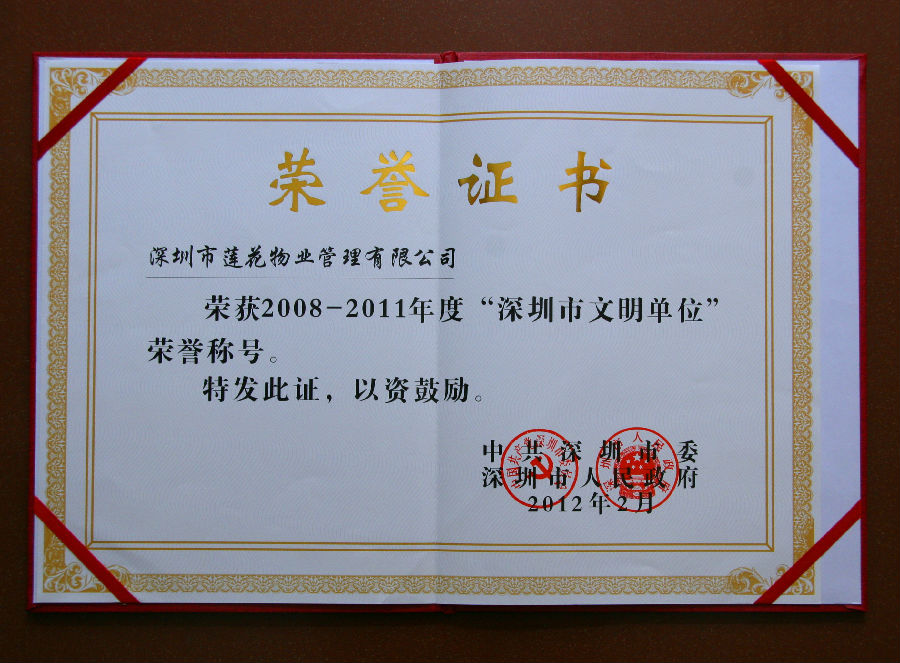 荣誉证书
深圳市莲花物业管理有限公司
荣获2008-2011年度“深圳市文明单位”
荣誉称号。
特发此证，以资鼓励。
中共深圳市委
深圳市人民政府
2012年2月